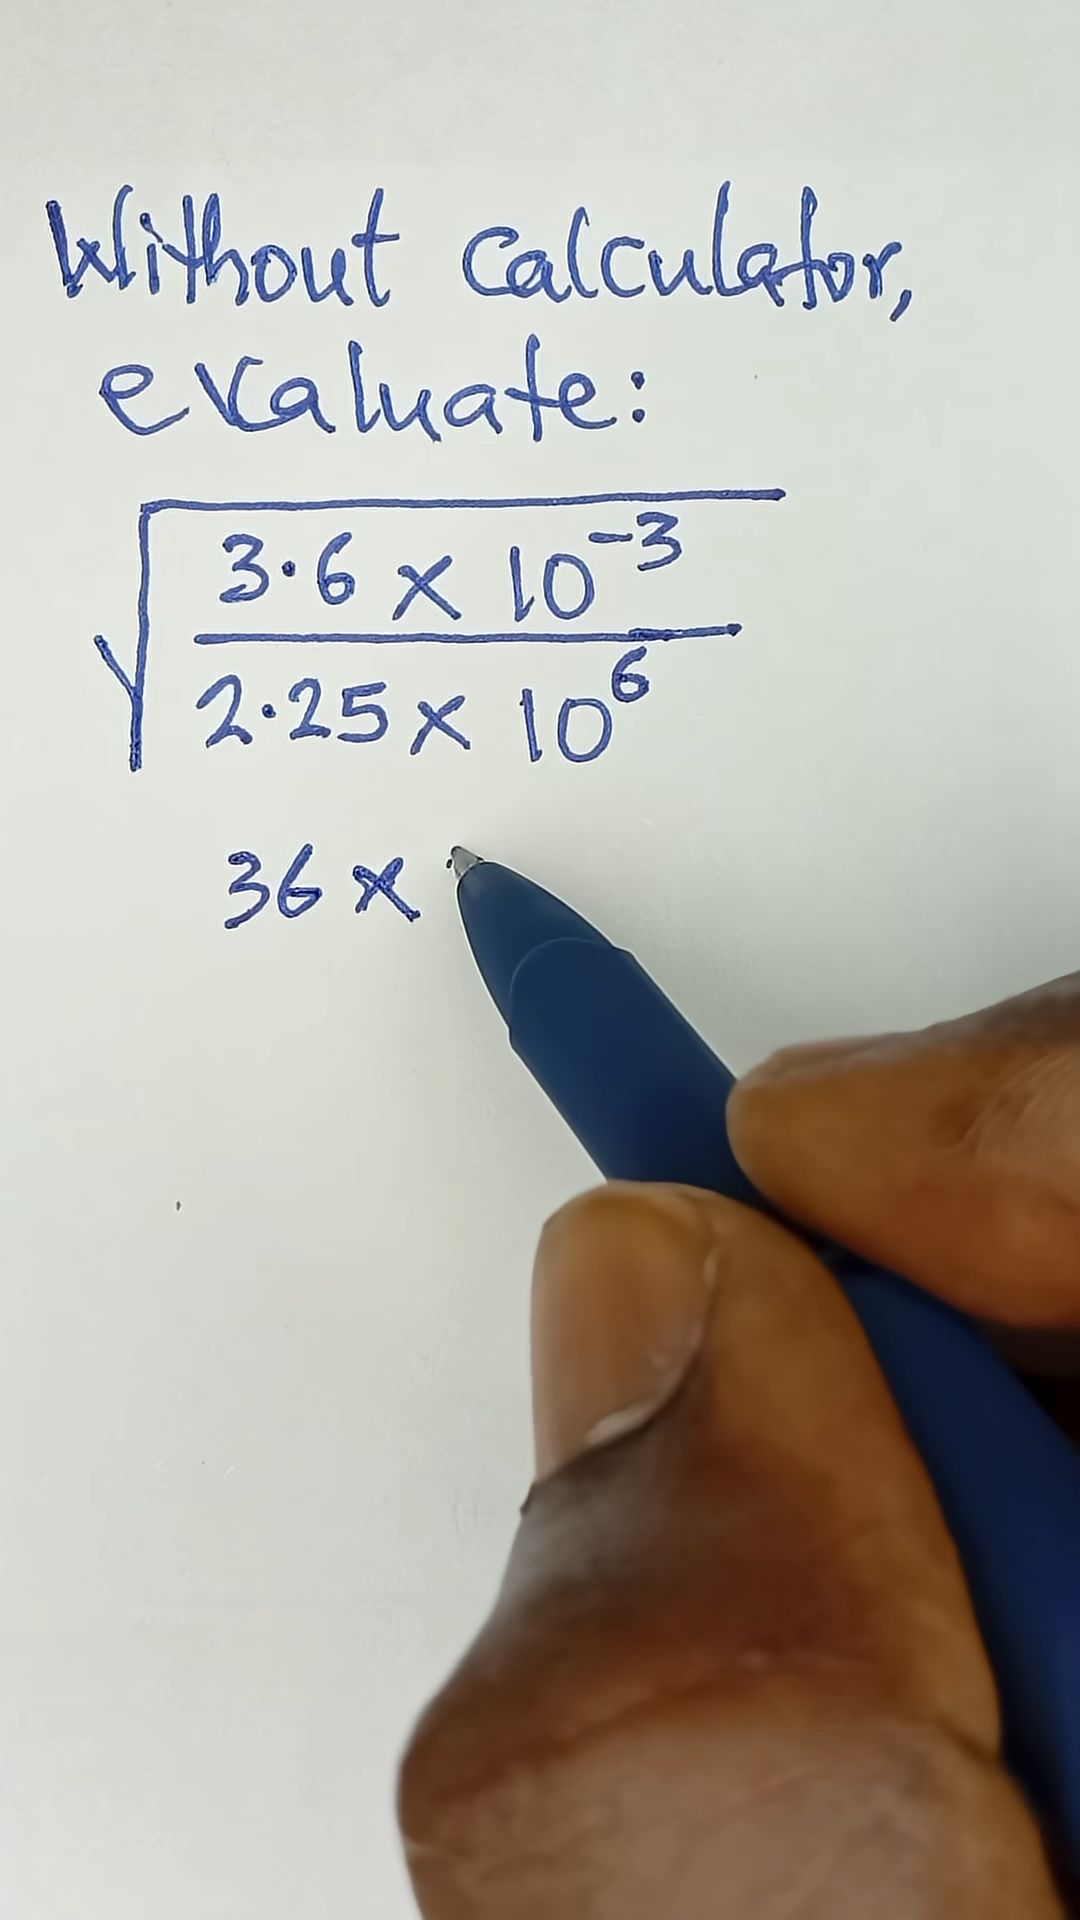 Without calculator,
evaluate:
√(3·6 × 10⁻³
2·25 × 10⁶)
36 ×